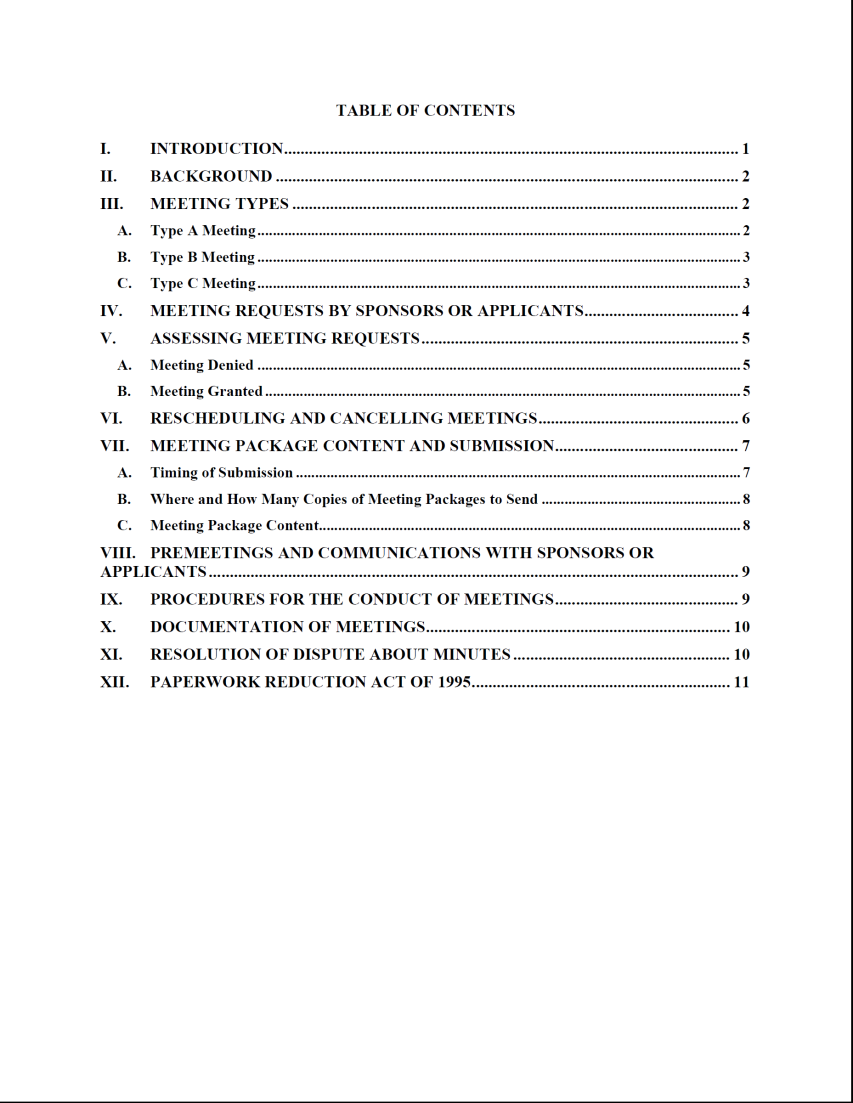 TABLE OF CONTENTS
I. INTRODUCTION.............................................................................................................. 1
II. BACKGROUND ................................................................................................................ 2
III. MEETING TYPES ............................................................................................................ 2
A. Type A Meeting..................................................................................................................... 2
B. Type B Meeting ..................................................................................................................... 3
C. Type C Meeting ..................................................................................................................... 3
IV. MEETING REQUESTS BY SPONSORS OR APPLICANTS..................................... 4
V. ASSESSING MEETING REQUESTS............................................................................. 5
A. Meeting Denied ..................................................................................................................... 5
B. Meeting Granted ................................................................................................................... 5
VI. RESCHEDULING AND CANCELLING MEETINGS................................................ 6
VII. MEETING PACKAGE CONTENT AND SUBMISSION............................................ 7
A. Timing of Submission ............................................................................................................ 7
B. Where and How Many Copies of Meeting Packages to Send ................................................ 8
C. Meeting Package Content...................................................................................................... 8
VIII. PREMEETINGS AND COMMUNICATIONS WITH SPONSORS OR
APPLICANTS ................................................................................................................................ 9
IX. PROCEDURES FOR THE CONDUCT OF MEETINGS............................................ 9
X. DOCUMENTATION OF MEETINGS......................................................................... 10
XI. RESOLUTION OF DISPUTE ABOUT MINUTES .................................................... 10
XII. PAPERWORK REDUCTION ACT OF 1995.............................................................. 11